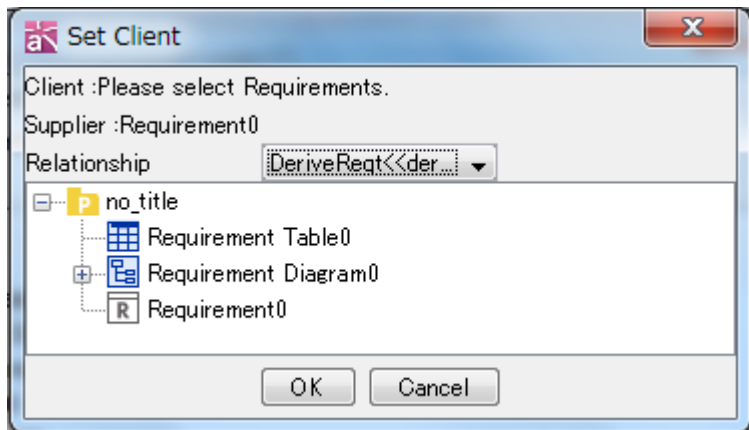 Set Client
Client :Please select Requirements.
Supplier :Requirement0
Relationship DeriveReqt<<der...
no_title
Requirement Table0
Requirement Diagram0
Requirement0
OK Cancel